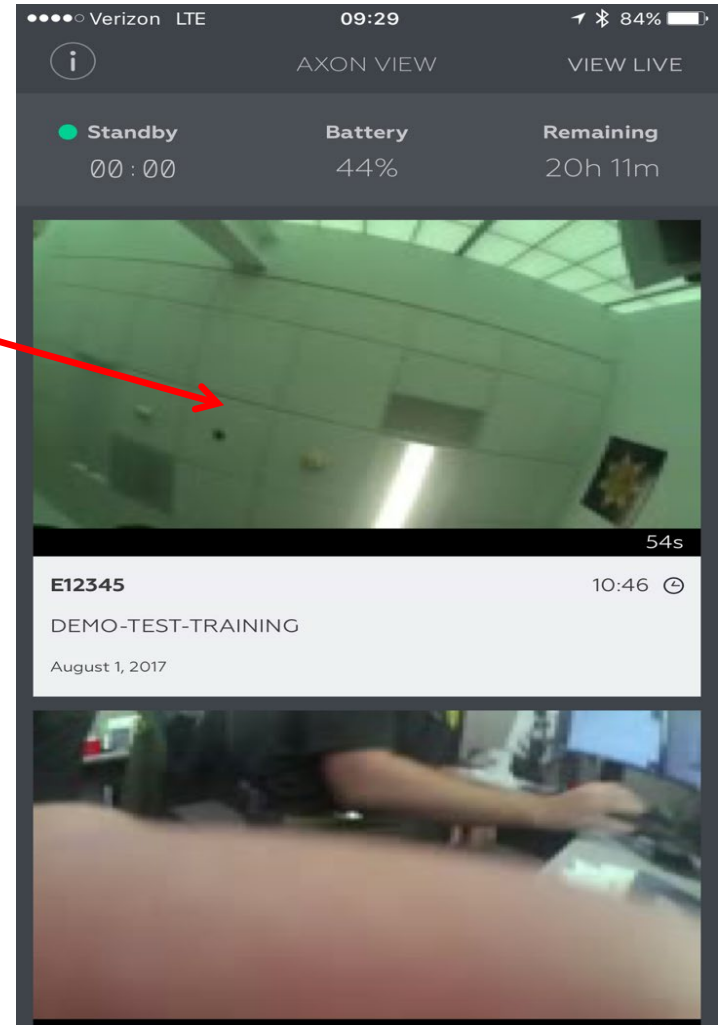 Verizon LTE 09:29 84%
i AXON VIEW VIEW LIVE
Standby Battery Remaining
00:00 44% 20h 11m
54s
E12345 10:46
DEMO-TEST-TRAINING
August 1, 2017